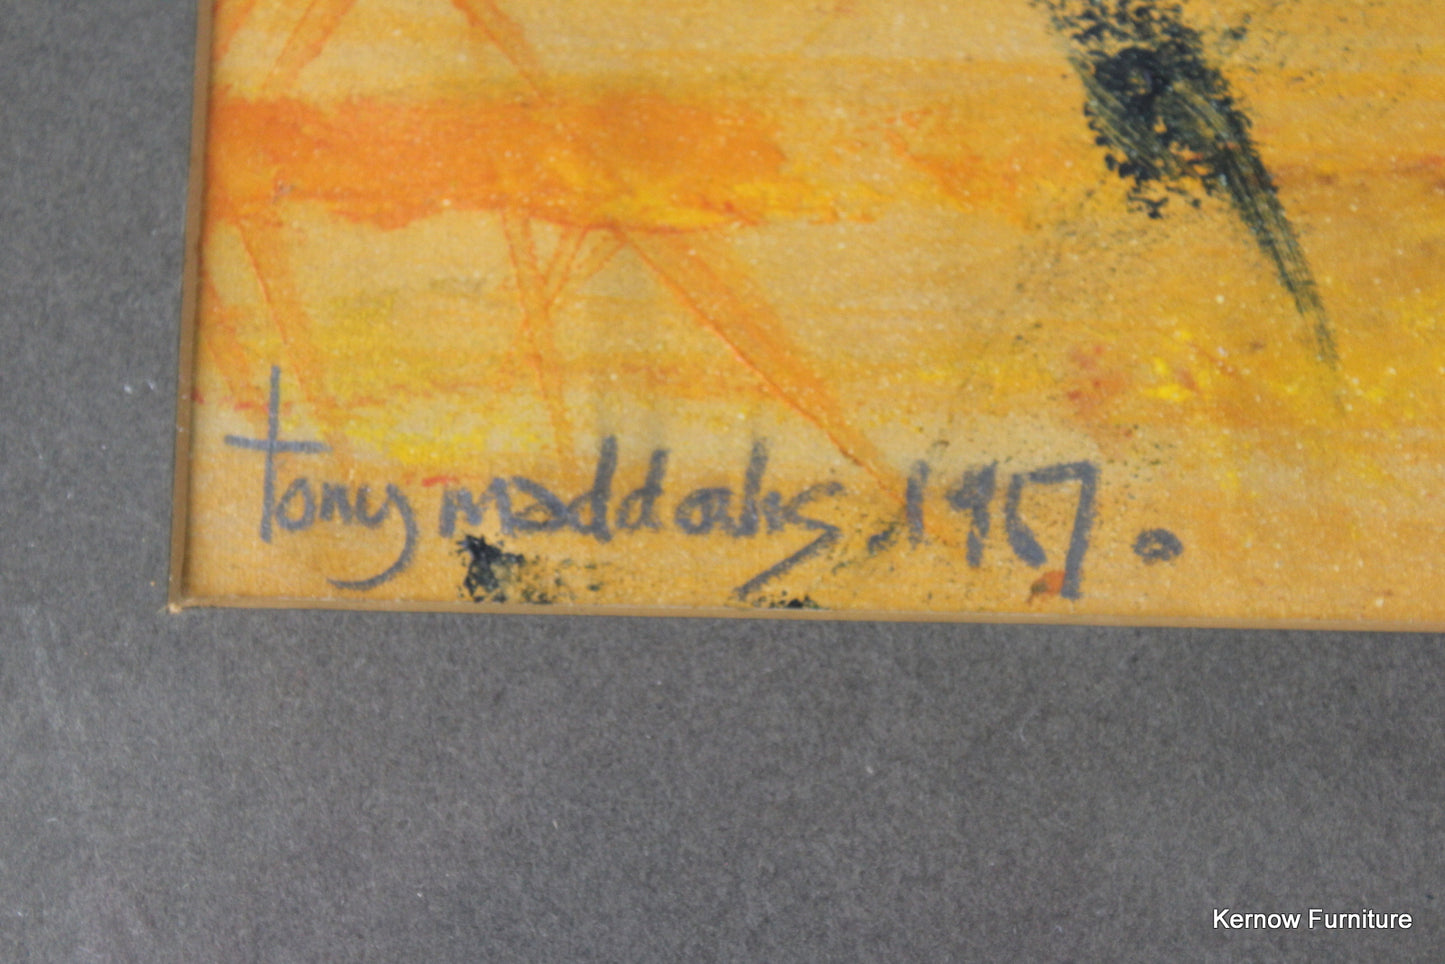 tony maddocks. 1967.
Kernow Furniture